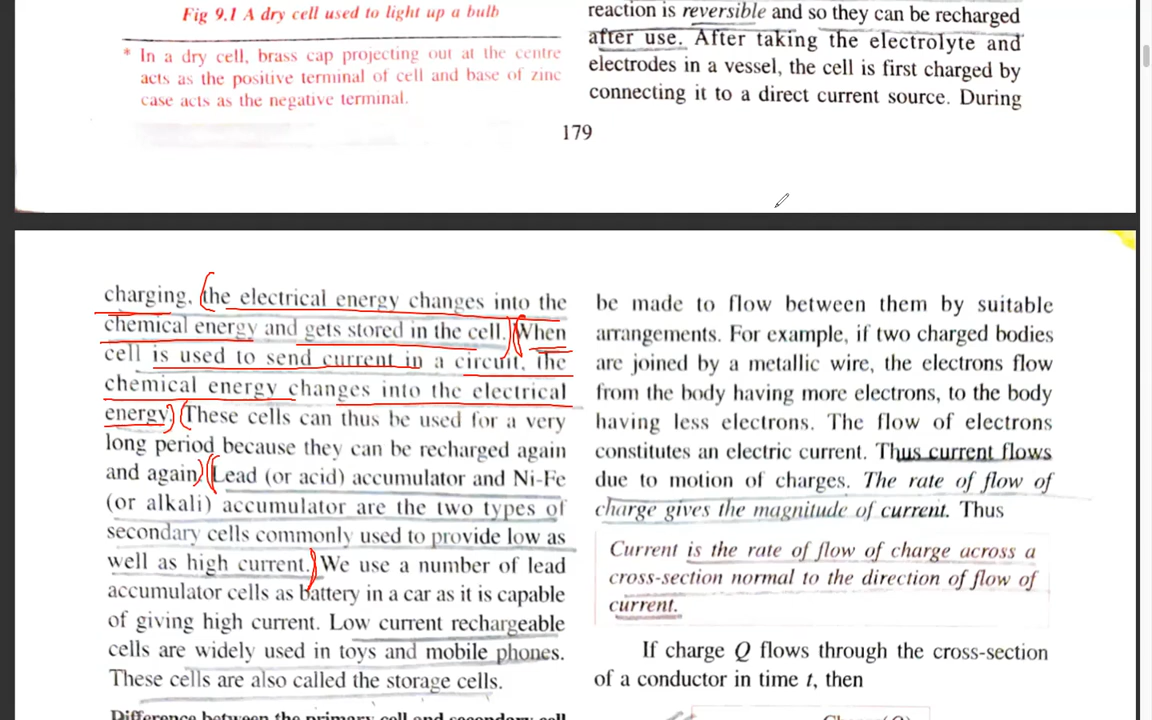 Fig 9.1 A dry cell used to light up a bulb
* In a dry cell, brass cap projecting out at the centre
acts as the positive terminal of cell and base of zinc
case acts as the negative terminal.
reaction is reversible and so they can be recharged
after use. After taking the electrolyte and
electrodes in a vessel, the cell is first charged by
connecting it to a direct current source. During
179
charging, the electrical energy changes into the
chemical energy and gets stored in the cell. When
cell is used to send current in a circuit, the
chemical energy changes into the electrical
energy. These cells can thus be used for a very
long period because they can be recharged again
and again. Lead (or acid) accumulator and Ni-Fe
(or alkali) accumulator are the two types of
secondary cells commonly used to provide low as
well as high current. We use a number of lead
accumulator cells as battery in a car as it is capable
of giving high current. Low current rechargeable
cells are widely used in toys and mobile phones.
These cells are also called the storage cells.
Difference between the primary cell and secondary cell
be made to flow between them by suitable
arrangements. For example, if two charged bodies
are joined by a metallic wire, the electrons flow
from the body having more electrons, to the body
having less electrons. The flow of electrons
constitutes an electric current. Thus current flows
due to motion of charges. The rate of flow of
charge gives the magnitude of current. Thus
Current is the rate of flow of charge across a
cross-section normal to the direction of flow of
current.
If charge Q flows through the cross-section
of a conductor in time t, then